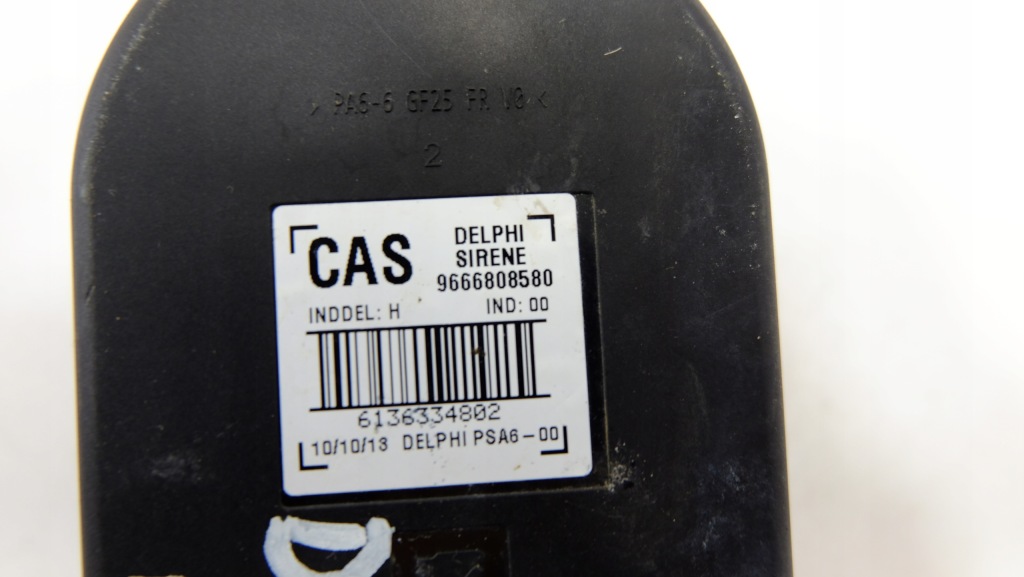 > PA6-6 GF25 FR V0 <
2
CAS
DELPHI
SIRENE
9666808580
INDDEL: H IND: 00
6136334802
10/10/13 DELPHI PSA6-00
D